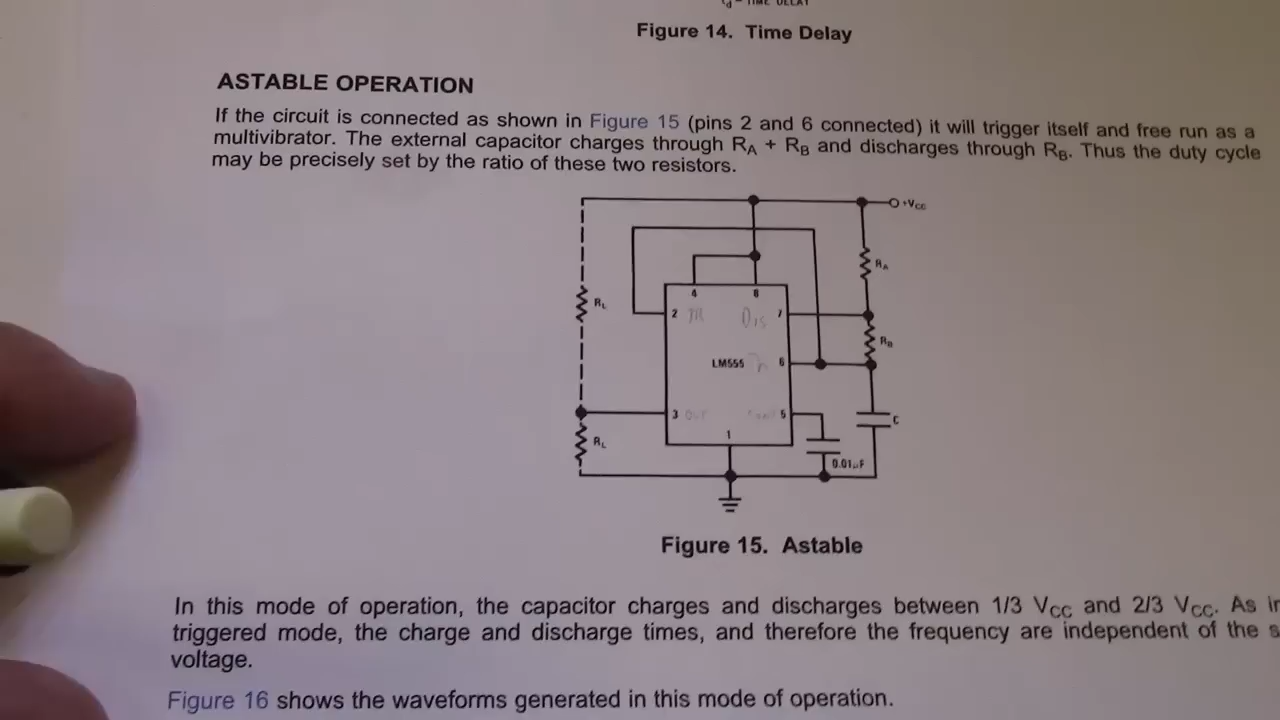 Figure 14. Time Delay
ASTABLE OPERATION
If the circuit is connected as shown in Figure 15 (pins 2 and 6 connected) it will trigger itself and free run as a
multivibrator. The external capacitor charges through RA + RB and discharges through RB. Thus the duty cycle
may be precisely set by the ratio of these two resistors.
+VCC
RA
4
8
RL
2
7
RB
LM555
6
3
5
C
1
RL
0.01µF
Figure 15. Astable
In this mode of operation, the capacitor charges and discharges between 1/3 VCC and 2/3 VCC. As in
triggered mode, the charge and discharge times, and therefore the frequency are independent of the
voltage.
Figure 16 shows the waveforms generated in this mode of operation.